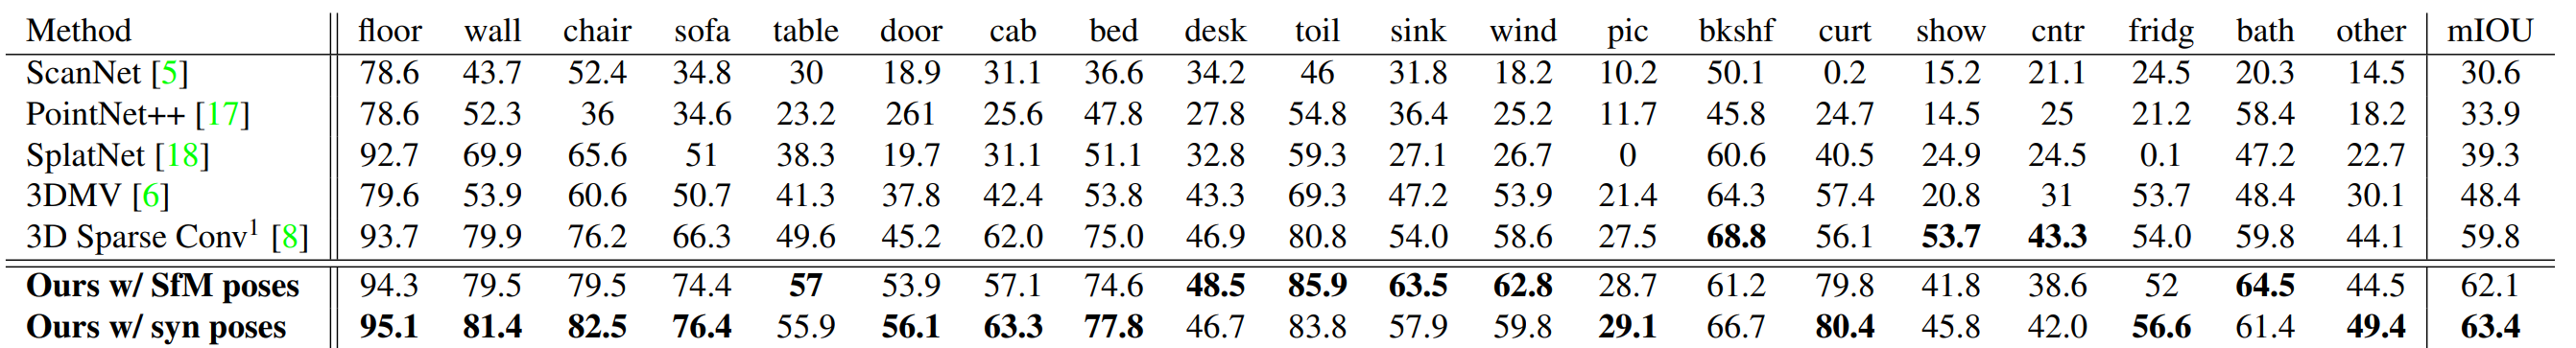 Method floor wall chair sofa table door cab bed desk toil sink wind pic bkshf curt show cntr fridg bath other mIOU
ScanNet [5] 78.6 43.7 52.4 34.8 30 18.9 31.1 36.6 34.2 46 31.8 18.2 10.2 50.1 0.2 15.2 21.1 24.5 20.3 14.5 30.6
PointNet++ [17] 78.6 52.3 36 34.6 23.2 261 25.6 47.8 27.8 54.8 36.4 25.2 11.7 45.8 24.7 14.5 25 21.2 58.4 18.2 33.9
SplatNet [18] 92.7 69.9 65.6 51 38.3 19.7 31.1 51.1 32.8 59.3 27.1 26.7 0 60.6 40.5 24.9 24.5 0.1 47.2 22.7 39.3
3DMV [6] 79.6 53.9 60.6 50.7 41.3 37.8 42.4 53.8 43.3 69.3 47.2 53.9 21.4 64.3 57.4 20.8 31 53.7 48.4 30.1 48.4
3D Sparse Conv¹ [8] 93.7 79.9 76.2 66.3 49.6 45.2 62.0 75.0 46.9 80.8 54.0 58.6 27.5 68.8 56.1 53.7 43.3 54.0 59.8 44.1 59.8
Ours w/ SfM poses 94.3 79.5 79.5 74.4 57 53.9 57.1 74.6 48.5 85.9 63.5 62.8 28.7 61.2 79.8 41.8 38.6 52 64.5 44.5 62.1
Ours w/ syn poses 95.1 81.4 82.5 76.4 55.9 56.1 63.3 77.8 46.7 83.8 57.9 59.8 29.1 66.7 80.4 45.8 42.0 56.6 61.4 49.4 63.4